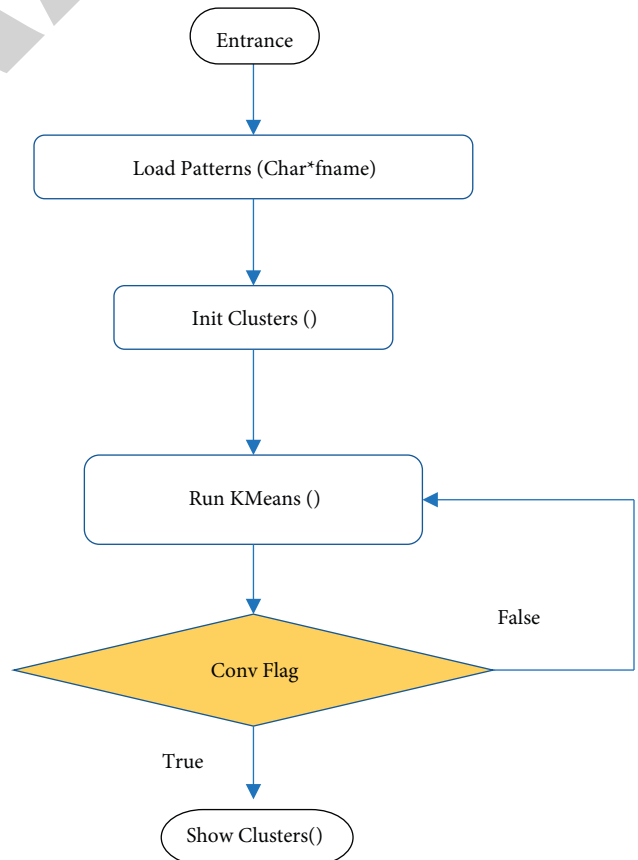 Entrance
Load Patterns (Char*fname)
Init Clusters ()
Run KMeans ()
False
Conv Flag
True
Show Clusters()